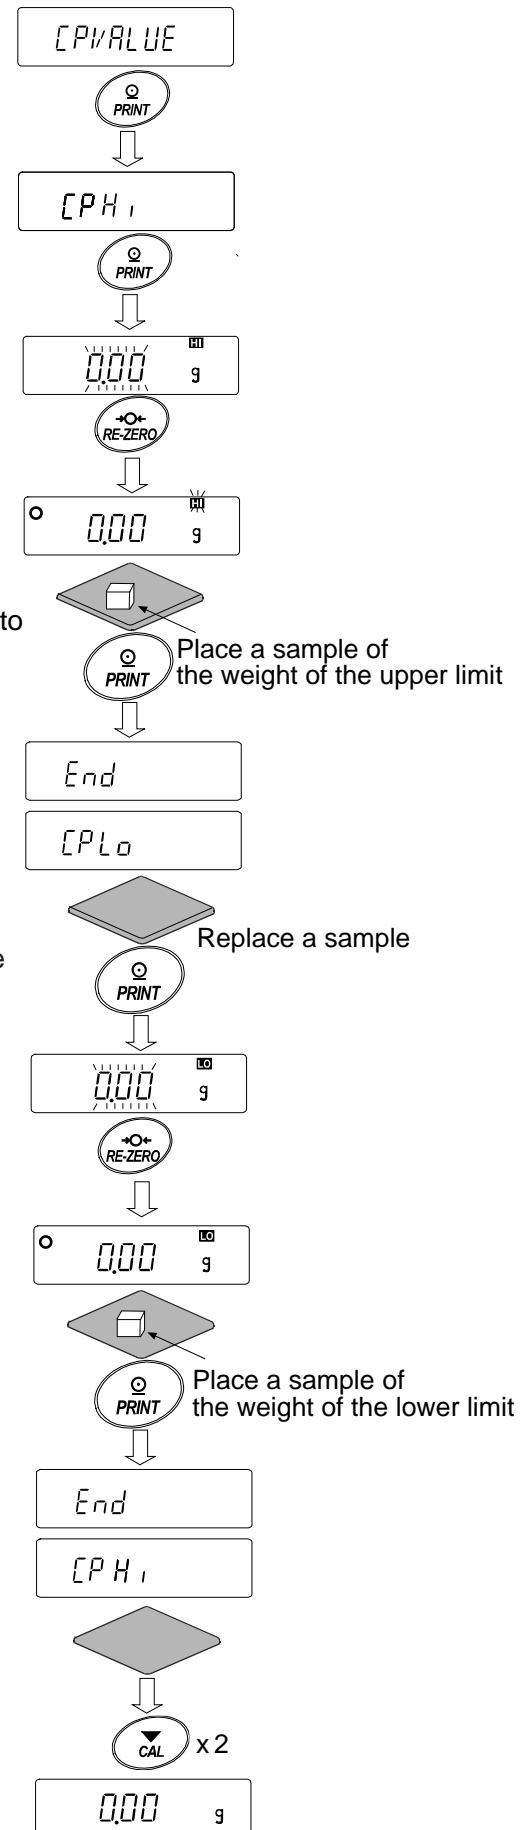 CPVALUE
PRINT
CPHi
PRINT
HI
0.00 g
RE-ZERO
HI
0.00 g
to
Place a sample of
the weight of the upper limit
PRINT
End
CPLo
Replace a sample
e
PRINT
LO
0.00 g
RE-ZERO
LO
0.00 g
Place a sample of
the weight of the lower limit
PRINT
End
CPHi
CAL x2
0.00 g